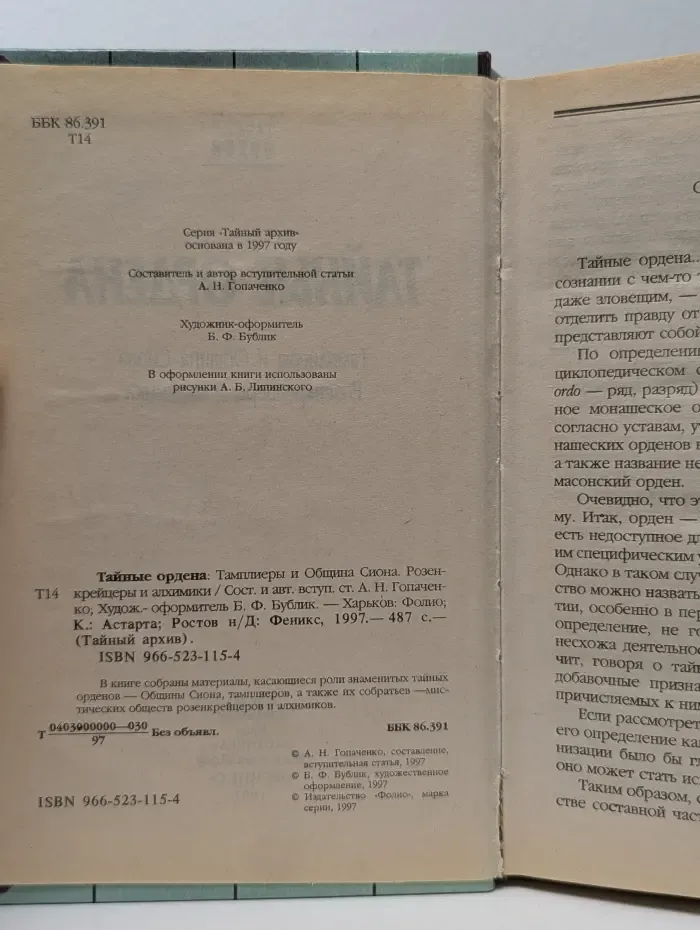 ББК 86.391
Т14
Серия «Тайный архив»
основана в 1997 году
Составитель и автор вступительной статьи
А. Н. Гопаченко
Художник-оформитель
Б. Ф. Бублик
В оформлении книги использованы
рисунки А. Б. Липинского
Тайные ордена: Тамплиеры и Община Сиона. Розен-
Т14 крейцеры и алхимики / Сост. и авт. вступ. ст. А. Н. Гопачен-
ко; Худож.- оформитель Б. Ф. Бублик. — Харьков: Фолио;
К.: Астарта; Ростов н/Д: Феникс, 1997.— 487 с.—
(Тайный архив).
ISBN 966-523-115-4
В книге собраны материалы, касающиеся роли знаменитых тайных
орденов — Общины Сиона, тамплиеров, а также их собратьев —мис-
тических обществ розенкрейцеров и алхимиков.
Т 0403000000—030 Без объявл.
97
ББК 86.391
© А. Н. Гопаченко, составление,
вступительная статья, 1997
© Б. Ф. Бублик, художественное
оформление, 1997
© Издательство «Фолио», марка
серии, 1997
ISBN 966-523-115-4
Тайные ордена..
сознании с чем-то
даже зловещим, —
отделить правду от
представляют собой
По определени
циклопедическом
ordo — ряд, разряд)
ное монашеское о
согласно уставам, у
нашеских орденов
а также название не
масонский орден.
Очевидно, что э
му. Итак, орден —
есть недоступное дл
им специфическим
Однако в таком слу
ство можно назвать
тии, особенно в пер
определение, не го
несхожа деятельнос
чит, говоря о тай
добавочные призна
причисляемых к ним
Если рассмотрет
его определение ка
низации было бы гл
оно может стать ис
Таким образом,
стве составной час